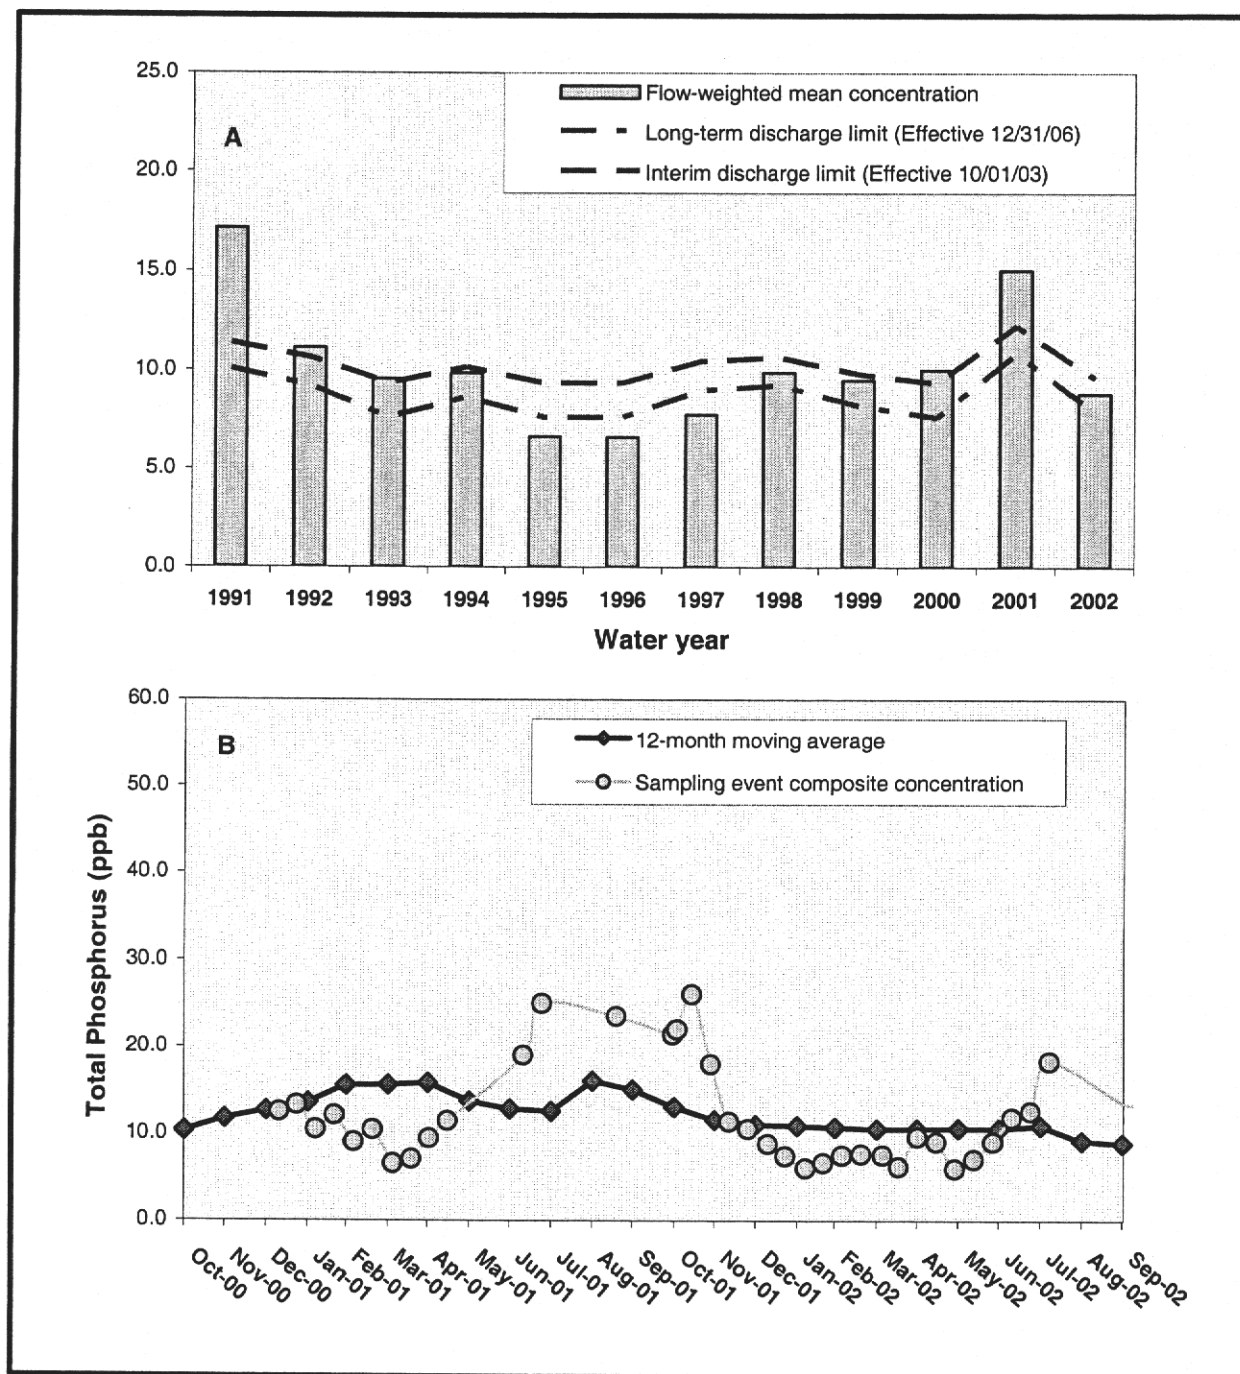 25.0
20.0
15.0
10.0
5.0
0.0
A
Flow-weighted mean concentration
Long-term discharge limit (Effective 12/31/06)
Interim discharge limit (Effective 10/01/03)
1991 1992 1993 1994 1995 1996 1997 1998 1999 2000 2001 2002
Water year
Total Phosphorus (ppb)
60.0
50.0
40.0
30.0
20.0
10.0
0.0
B
12-month moving average
Sampling event composite concentration
Oct-00
Nov-00
Dec-00
Jan-01
Feb-01
Mar-01
Apr-01
May-01
Jun-01
Jul-01
Aug-01
Sep-01
Oct-01
Nov-01
Dec-01
Jan-02
Feb-02
Mar-02
Apr-02
May-02
Jun-02
Jul-02
Aug-02
Sep-02